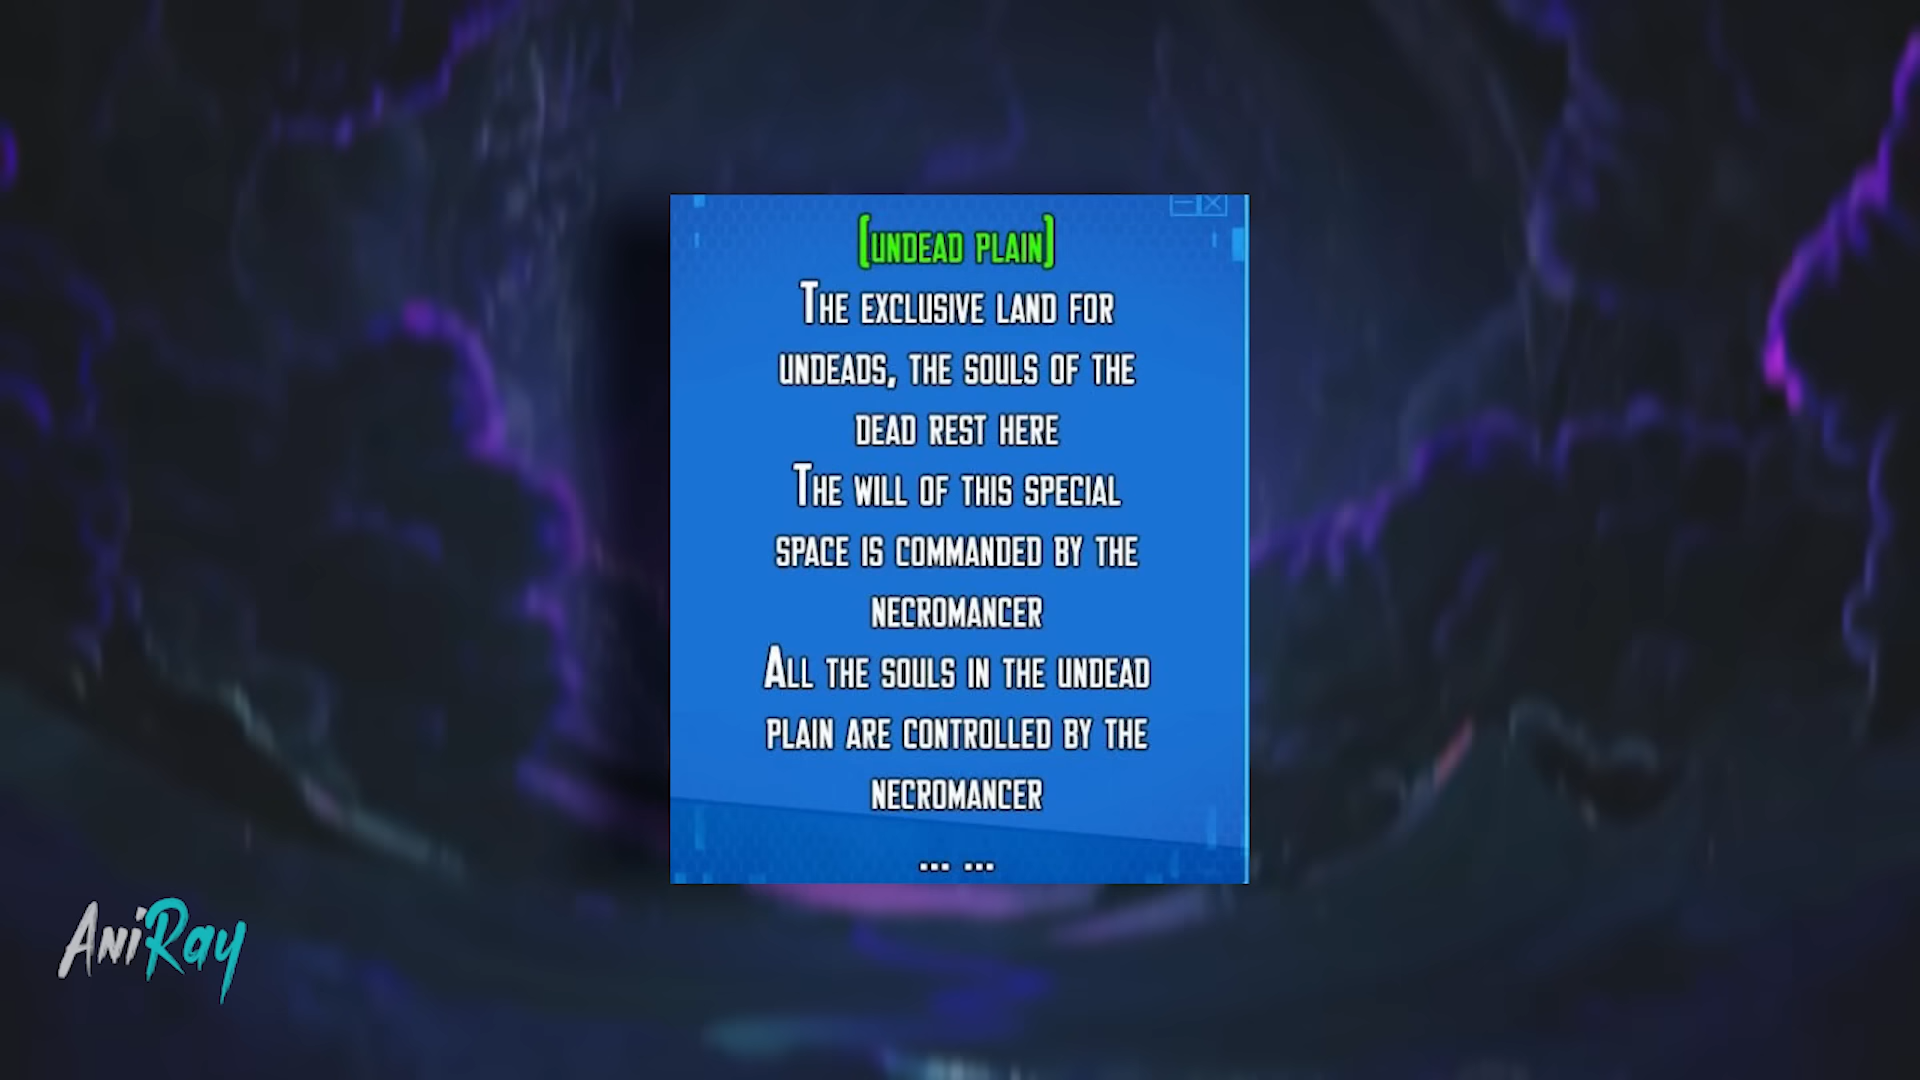 [UNDEAD PLAIN]
THE EXCLUSIVE LAND FOR
UNDEADS, THE SOULS OF THE
DEAD REST HERE
THE WILL OF THIS SPECIAL
SPACE IS COMMANDED BY THE
NECROMANCER
ALL THE SOULS IN THE UNDEAD
PLAIN ARE CONTROLLED BY THE
NECROMANCER
... ...
AniRay